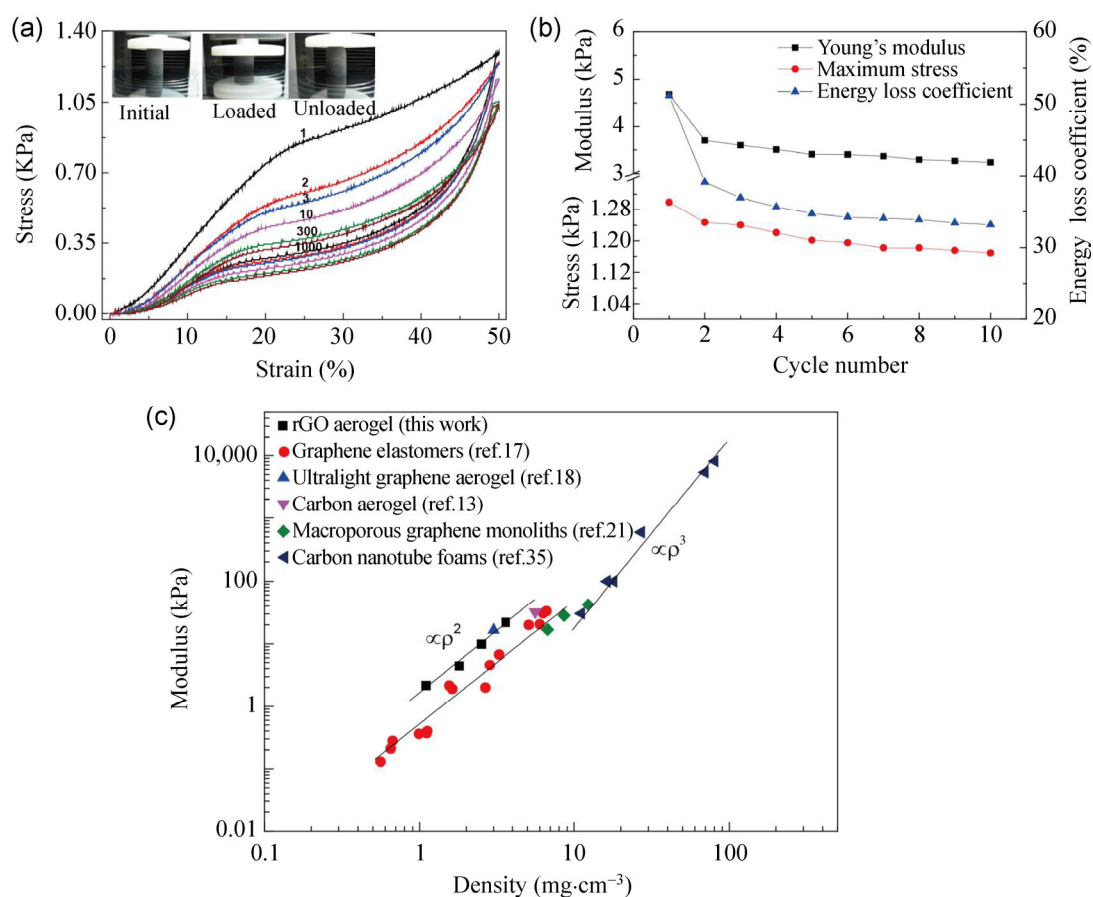 (a)
1.40
1.05
0.70
0.35
0.00
Stress (KPa)
Initial
Loaded
Unloaded
1
2
3
10
300
1000
0
10
20
30
40
50
Strain (%)
(b)
6
5
4
3
1.28
1.20
1.12
1.04
Modulus (kPa)
Stress (kPa)
Young's modulus
Maximum stress
Energy loss coefficient
60
50
40
30
20
Energy loss coefficient (%)
0
2
4
6
8
10
Cycle number
(c)
10,000
100
1
0.01
Modulus (kPa)
rGO aerogel (this work)
Graphene elastomers (ref.17)
Ultralight graphene aerogel (ref.18)
Carbon aerogel (ref.13)
Macroporous graphene monoliths (ref.21)
Carbon nanotube foams (ref.35)
∝ρ²
∝ρ³
0.1
1
10
100
Density (mg·cm⁻³)